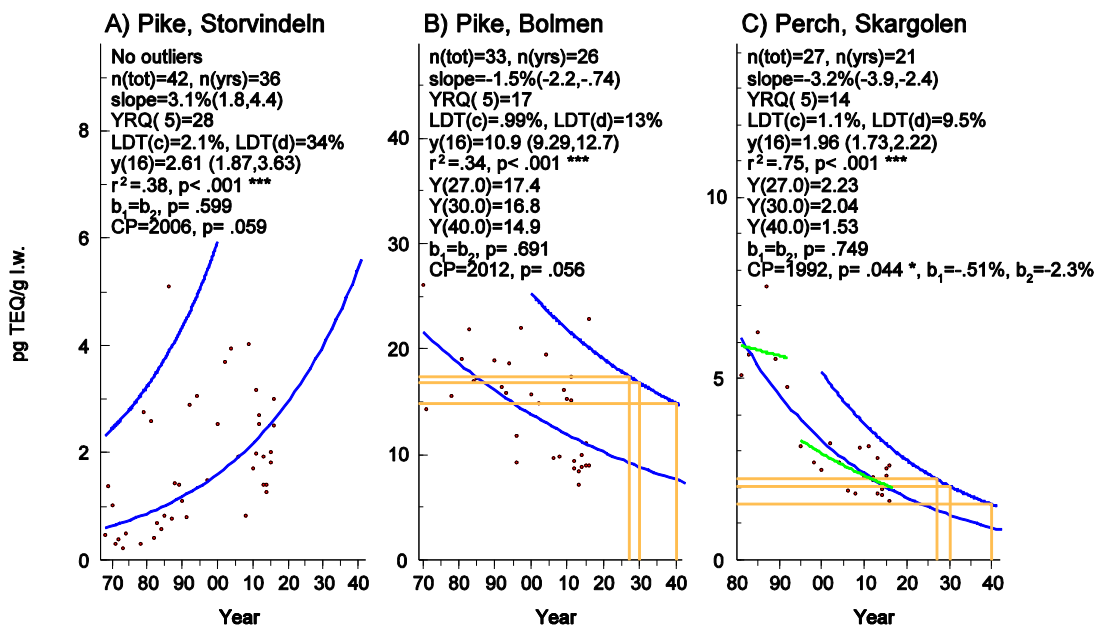 A) Pike, Storvindeln
No outliers
n(tot)=42, n(yrs)=36
slope=3.1%(1.8,4.4)
YRQ( 5)=28
LDT(c)=2.1%, LDT(d)=34%
y(16)=2.61 (1.87,3.63)
r²=.38, p< .001 ***
b₁=b₂, p= .599
CP=2006, p= .059
pg TEQ/g l.w.
8
6
4
2
0
70 80 90 00 10 20 30 40
Year
B) Pike, Bolmen
n(tot)=33, n(yrs)=26
slope=-1.5%(-2.2,-.74)
YRQ( 5)=17
LDT(c)=.99%, LDT(d)=13%
y(16)=10.9 (9.29,12.7)
r²=.34, p< .001 ***
Y(27.0)=17.4
Y(30.0)=16.8
Y(40.0)=14.9
b₁=b₂, p= .691
CP=2012, p= .056
40
30
20
10
0
70 80 90 00 10 20 30 40
Year
C) Perch, Skargolen
n(tot)=27, n(yrs)=21
slope=-3.2%(-3.9,-2.4)
YRQ( 5)=14
LDT(c)=1.1%, LDT(d)=9.5%
y(16)=1.96 (1.73,2.22)
r²=.75, p< .001 ***
Y(27.0)=2.23
Y(30.0)=2.04
Y(40.0)=1.53
b₁=b₂, p= .749
CP=1992, p= .044 *, b₁=-.51%, b₂=-2.3%
10
5
0
80 90 00 10 20 30 40
Year